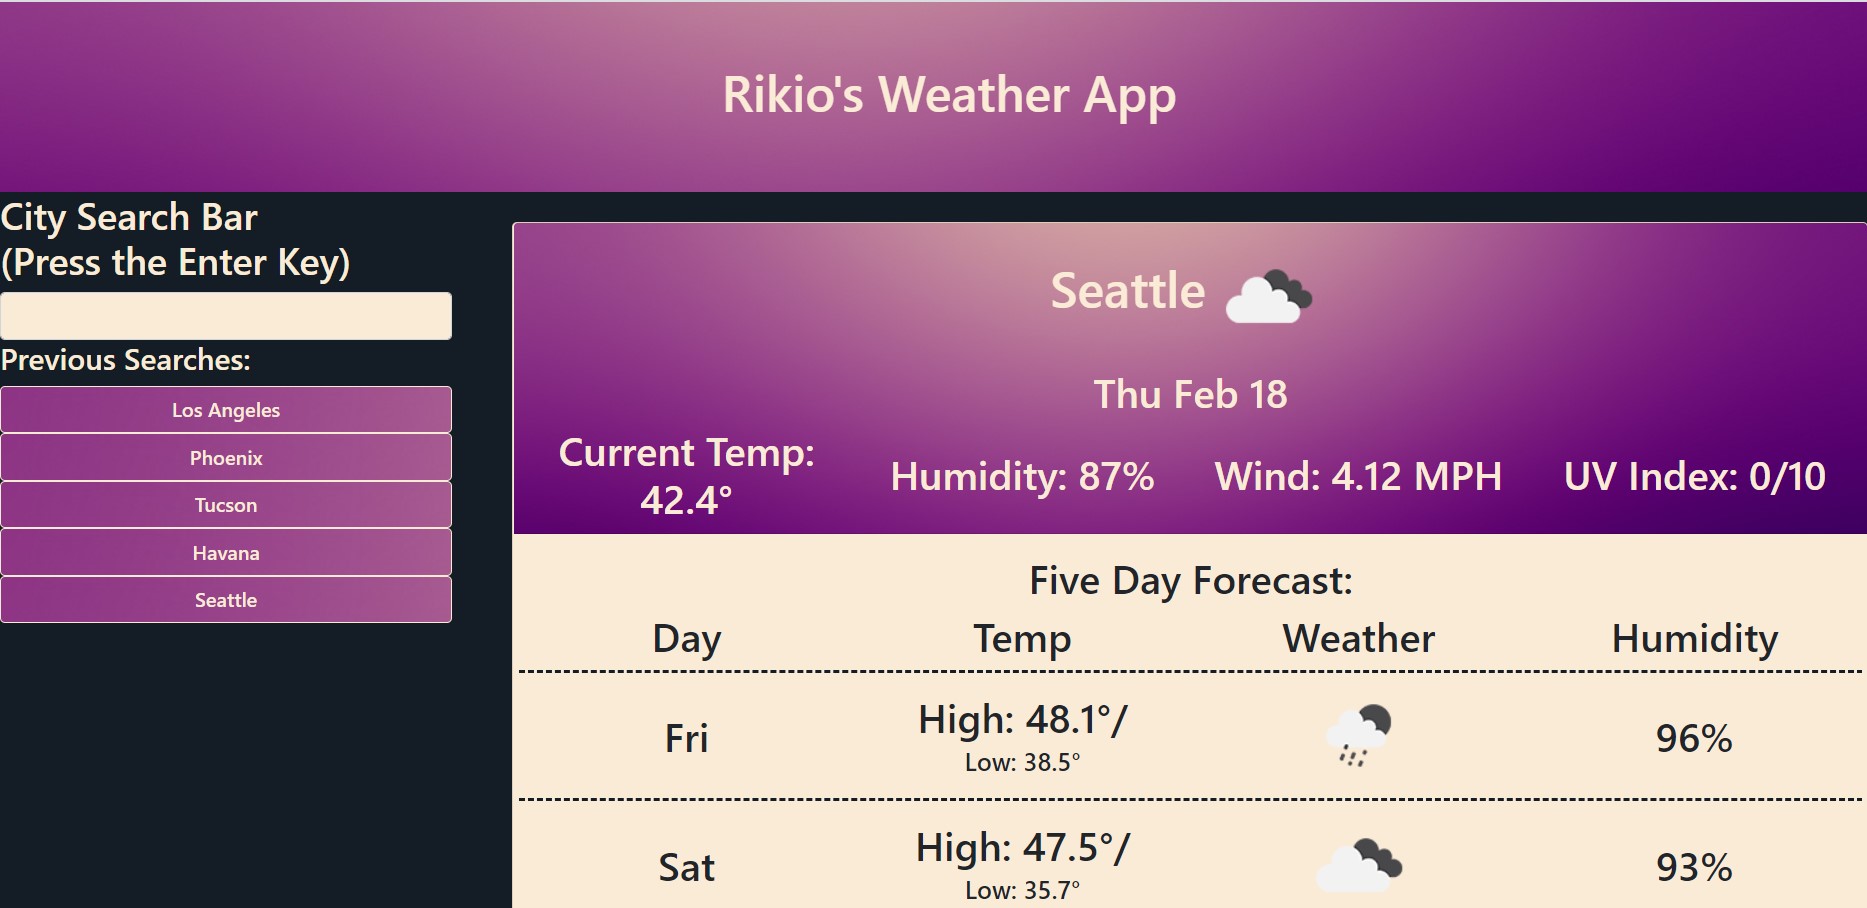 Rikio's Weather App
City Search Bar
(Press the Enter Key)
Previous Searches:
Los Angeles
Phoenix
Tucson
Havana
Seattle
Seattle
Thu Feb 18
Current Temp:
42.4°
Humidity: 87%
Wind: 4.12 MPH
UV Index: 0/10
Five Day Forecast:
Day Temp Weather Humidity
Fri
High: 48.1°/
Low: 38.5°
96%
Sat
High: 47.5°/
Low: 35.7°
93%